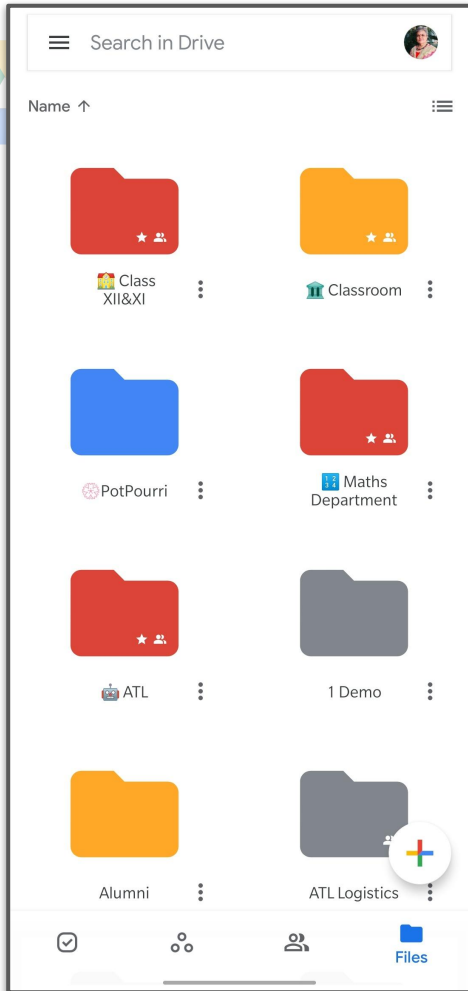 Search in Drive
Name ↑
🏫 Class
XII&XI
🏛 Classroom
💮PotPourri
🔢 Maths
Department
🤖 ATL
1 Demo
Alumni
ATL Logistics
Files